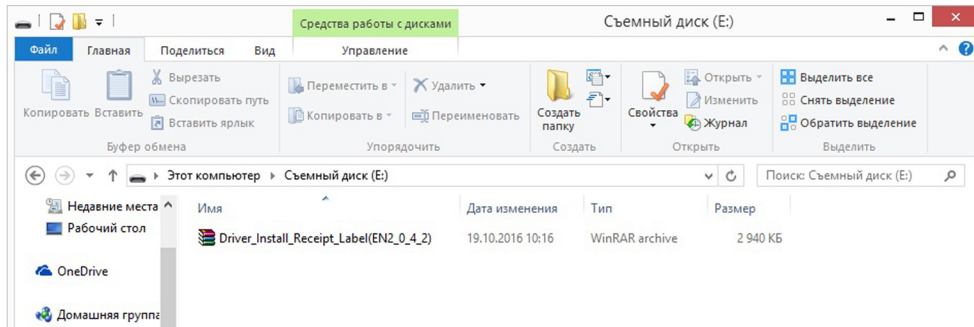 Средства работы с дисками
Съемный диск (E:)
Файл Главная Поделиться Вид Управление
Копировать Вставить
Вырезать
Скопировать путь
Вставить ярлык
Буфер обмена
Переместить в
Копировать в
Удалить
Переименовать
Упорядочить
Создать
папку
Создать
Свойства
Открыть
Изменить
Журнал
Открыть
Выделить все
Снять выделение
Обратить выделение
Выделить
Этот компьютер Съемный диск (E:)
Поиск: Съемный диск (E:)
Недавние места
Рабочий стол
OneDrive
Домашняя группа
Имя Дата изменения Тип Размер
Driver_Install_Receipt_Label(EN2_0_4_2) 19.10.2016 10:16 WinRAR archive 2 940 КБ